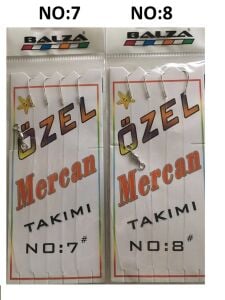 NO:7 NO:8
BALZA BALZA
ÖZEL ÖZEL
Mercan Mercan
TAKIMI TAKIMI
NO:7# NO:8#